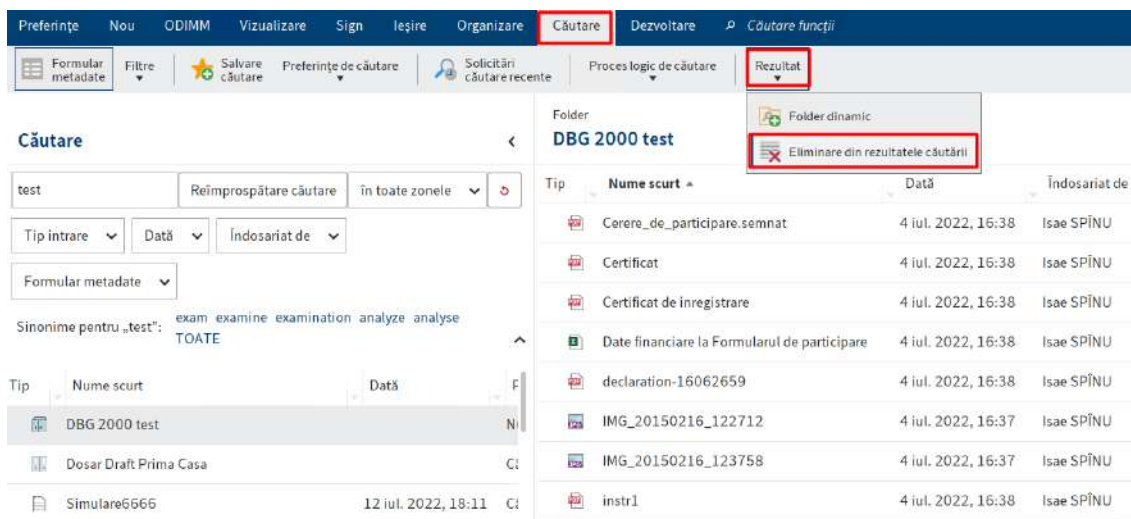 Preferințe Nou ODIMM Vizualizare Sign Ieșire Organizare Căutare Dezvoltare Căutare funcții
Formular metadate Filtre Salvare căutare Preferințe de căutare Solicitări căutare recente Proces logic de căutare Rezultat
Folder dinamic
Eliminare din rezultatele căutării
Căutare
test Reîmprospătare căutare în toate zonele
Tip intrare Dată Îndosariat de
Formular metadate
Sinonime pentru „test”: exam examine examination analyze analyse
TOATE
Tip Nume scurt Dată
DBG 2000 test
Dosar Draft Prima Casa
Simulare6666 12 iul. 2022, 18:11
Folder
DBG 2000 test
Tip Nume scurt Dată Îndosariat de
Cerere_de_participare.semnat 4 iul. 2022, 16:38 Isae SPÎNU
Certificat 4 iul. 2022, 16:38 Isae SPÎNU
Certificat de inregistrare 4 iul. 2022, 16:38 Isae SPÎNU
Date financiare la Formularul de participare 4 iul. 2022, 16:38 Isae SPÎNU
declaration-16062659 4 iul. 2022, 16:38 Isae SPÎNU
IMG_20150216_122712 4 iul. 2022, 16:37 Isae SPÎNU
IMG_20150216_123758 4 iul. 2022, 16:37 Isae SPÎNU
instr1 4 iul. 2022, 16:38 Isae SPÎNU